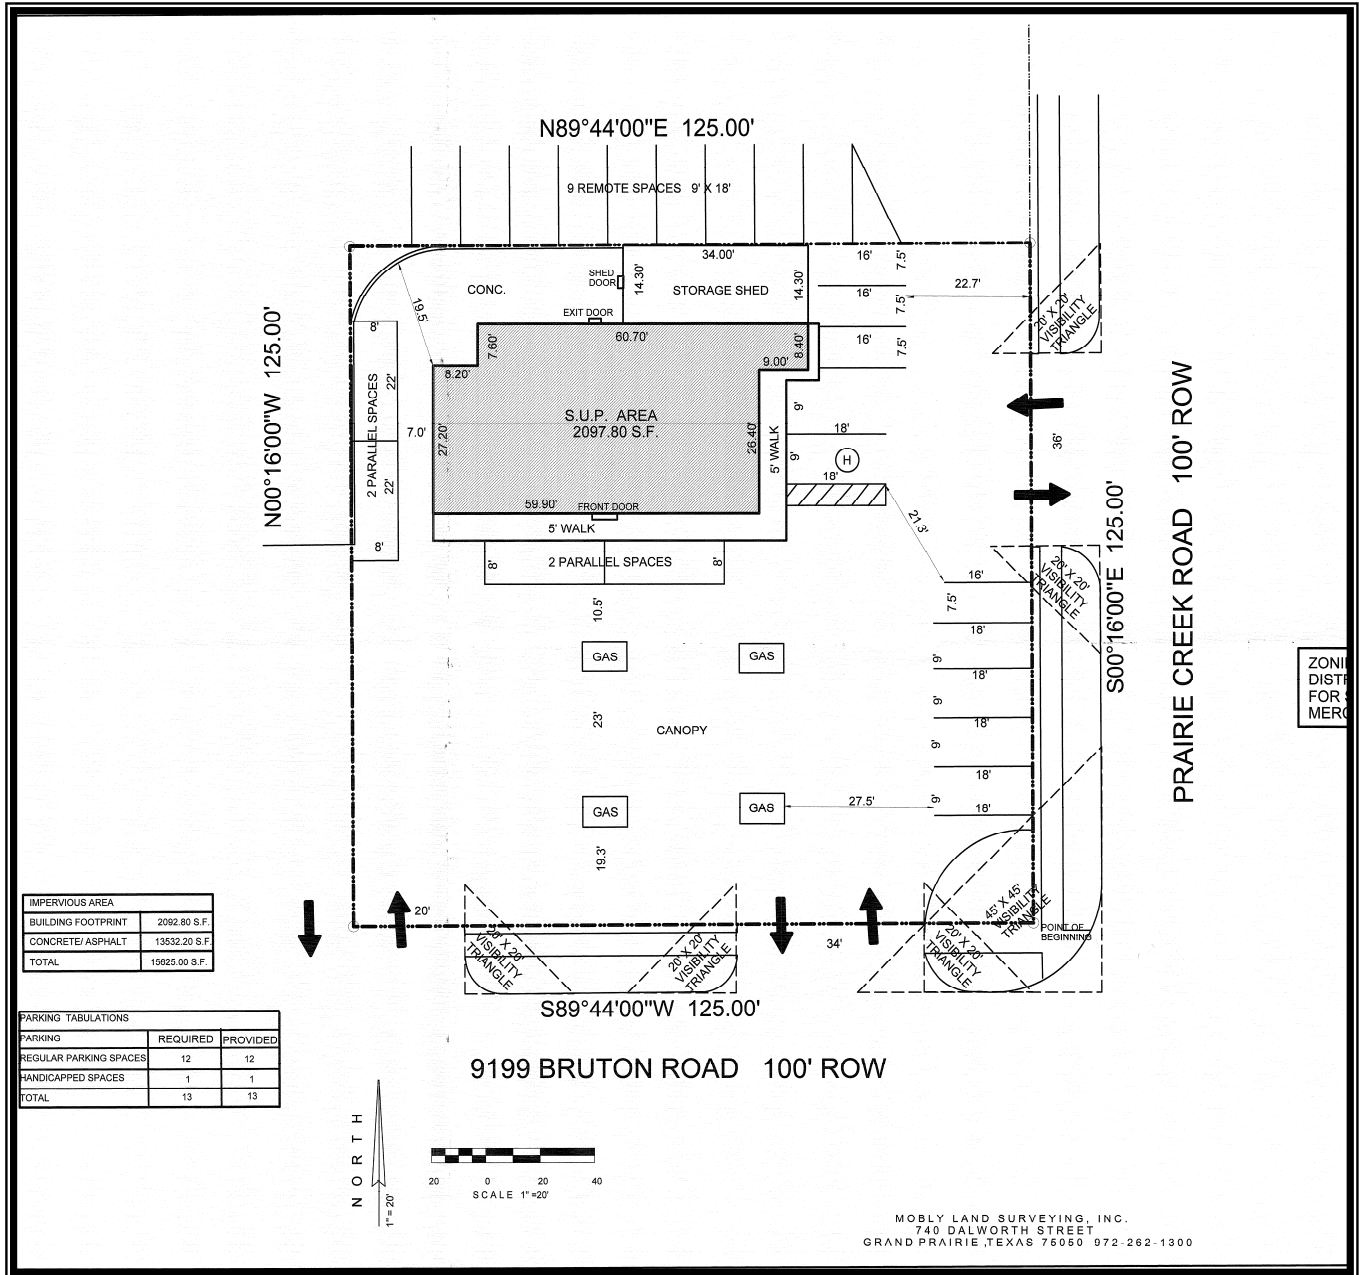 N89°44'00"E 125.00'
9 REMOTE SPACES 9' X 18'
34.00'
SHED
DOOR
14.30'
STORAGE SHED
14.30'
CONC.
EXIT DOOR
60.70'
19.5'
7.60'
8.20'
9.00'
8.40'
16'
7.5'
16'
7.5'
16'
7.5'
22.7'
20' X 20'
VISIBILITY
TRIANGLE
N00°16'00"W 125.00'
8'
22'
2 PARALLEL SPACES
22'
8'
7.0'
27.20'
S.U.P. AREA
2097.80 S.F.
26.40'
5' WALK
9'
18'
9'
H
18'
59.90'
FRONT DOOR
5' WALK
8'
2 PARALLEL SPACES
8'
21.3'
36'
PRAIRIE CREEK ROAD 100' ROW
S00°16'00"E 125.00'
20' X 20'
VISIBILITY
TRIANGLE
16'
7.5'
18'
9'
18'
9'
18'
9'
18'
9'
18'
10.5'
GAS
GAS
23'
CANOPY
GAS
GAS
27.5'
19.3'
ZONI
DIST
FOR
MERC
20'
20' X 20'
VISIBILITY
TRIANGLE
20' X 20'
VISIBILITY
TRIANGLE
34'
20' X 20'
VISIBILITY
TRIANGLE
45' X 45'
VISIBILITY
TRIANGLE
POINT OF
BEGINNING
S89°44'00"W 125.00'
9199 BRUTON ROAD 100' ROW
IMPERVIOUS AREA
BUILDING FOOTPRINT 2092.80 S.F.
CONCRETE/ ASPHALT 13532.20 S.F.
TOTAL 15625.00 S.F.
PARKING TABULATIONS
PARKING REQUIRED PROVIDED
REGULAR PARKING SPACES 12 12
HANDICAPPED SPACES 1 1
TOTAL 13 13
NORTH
1" = 20'
20 0 20 40
SCALE 1" =20'
MOBLY LAND SURVEYING, INC.
740 DALWORTH STREET
GRAND PRAIRIE ,TEXAS 75050 972-262-1300